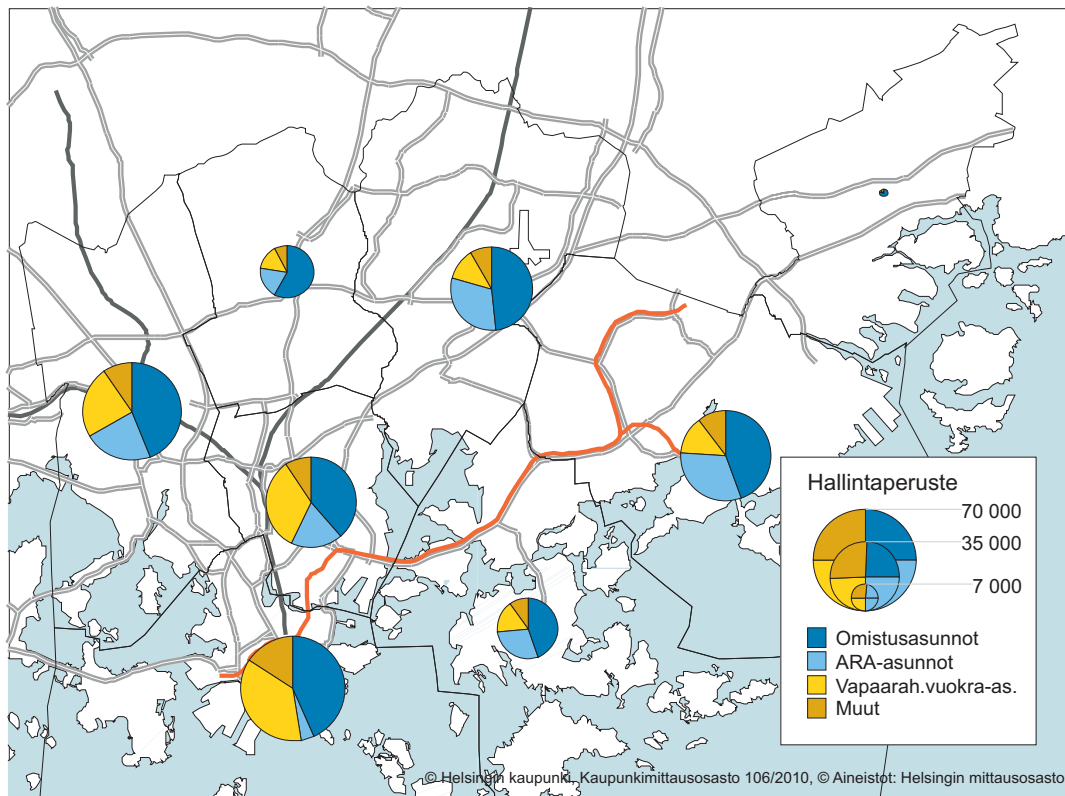 Hallintaperuste
70 000
35 000
7 000
Omistusasunnot
ARA-asunnot
Vapaarah.vuokra-as.
Muut
© Helsingin kaupunki, Kaupunkimittausosasto 106/2010, © Aineistot: Helsingin mittausosasto